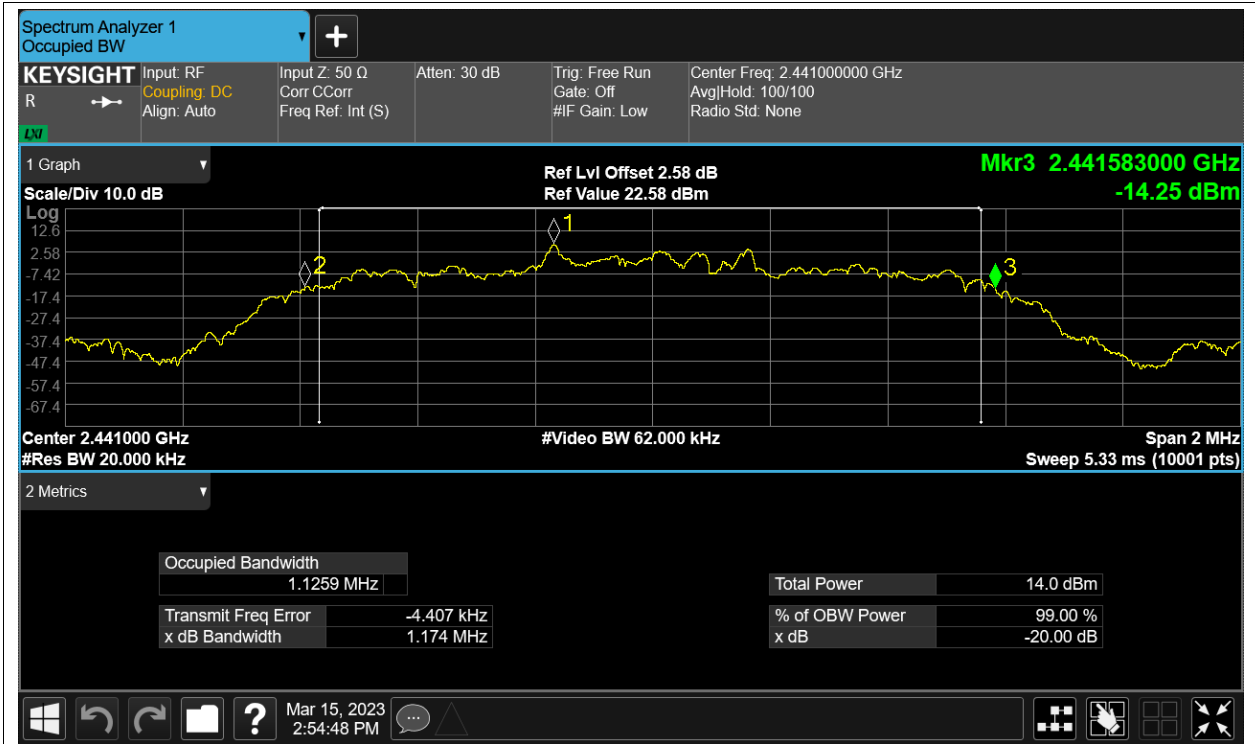 Spectrum Analyzer 1
Occupied BW
KEYSIGHT
R
LXI
Input: RF
Coupling: DC
Align: Auto
Input Z: 50 Ω
Corr CCorr
Freq Ref: Int (S)
Atten: 30 dB
Trig: Free Run
Gate: Off
#IF Gain: Low
Center Freq: 2.441000000 GHz
Avg|Hold: 100/100
Radio Std: None
1 Graph
Scale/Div 10.0 dB
Log
Ref Lvl Offset 2.58 dB
Ref Value 22.58 dBm
Mkr3 2.441583000 GHz
-14.25 dBm
12.6
2.58
-7.42
-17.4
-27.4
-37.4
-47.4
-57.4
-67.4
1
2
3
Center 2.441000 GHz
#Res BW 20.000 kHz
#Video BW 62.000 kHz
Span 2 MHz
Sweep 5.33 ms (10001 pts)
2 Metrics
Occupied Bandwidth
1.1259 MHz
Transmit Freq Error -4.407 kHz
x dB Bandwidth 1.174 MHz
Total Power 14.0 dBm
% of OBW Power 99.00 %
x dB -20.00 dB
?
Mar 15, 2023
2:54:48 PM